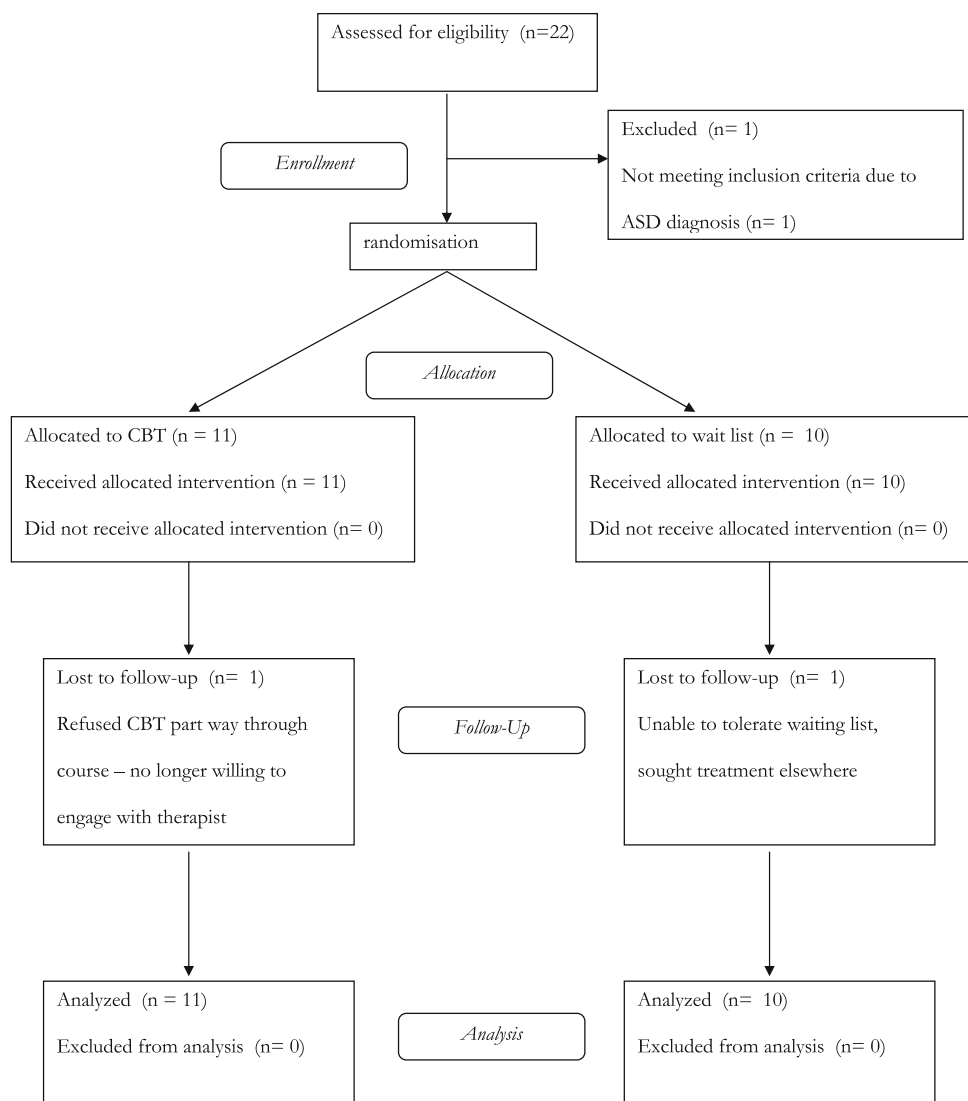 Assessed for eligibility (n=22)
Excluded (n= 1)
Not meeting inclusion criteria due to
ASD diagnosis (n= 1)
Enrollment
randomisation
Allocation
Allocated to CBT (n = 11)
Received allocated intervention (n = 11)
Did not receive allocated intervention (n= 0)
Allocated to wait list (n = 10)
Received allocated intervention (n= 10)
Did not receive allocated intervention (n= 0)
Lost to follow-up (n= 1)
Refused CBT part way through
course – no longer willing to
engage with therapist
Follow-Up
Lost to follow-up (n= 1)
Unable to tolerate waiting list,
sought treatment elsewhere
Analyzed (n = 11)
Excluded from analysis (n= 0)
Analysis
Analyzed (n= 10)
Excluded from analysis (n= 0)